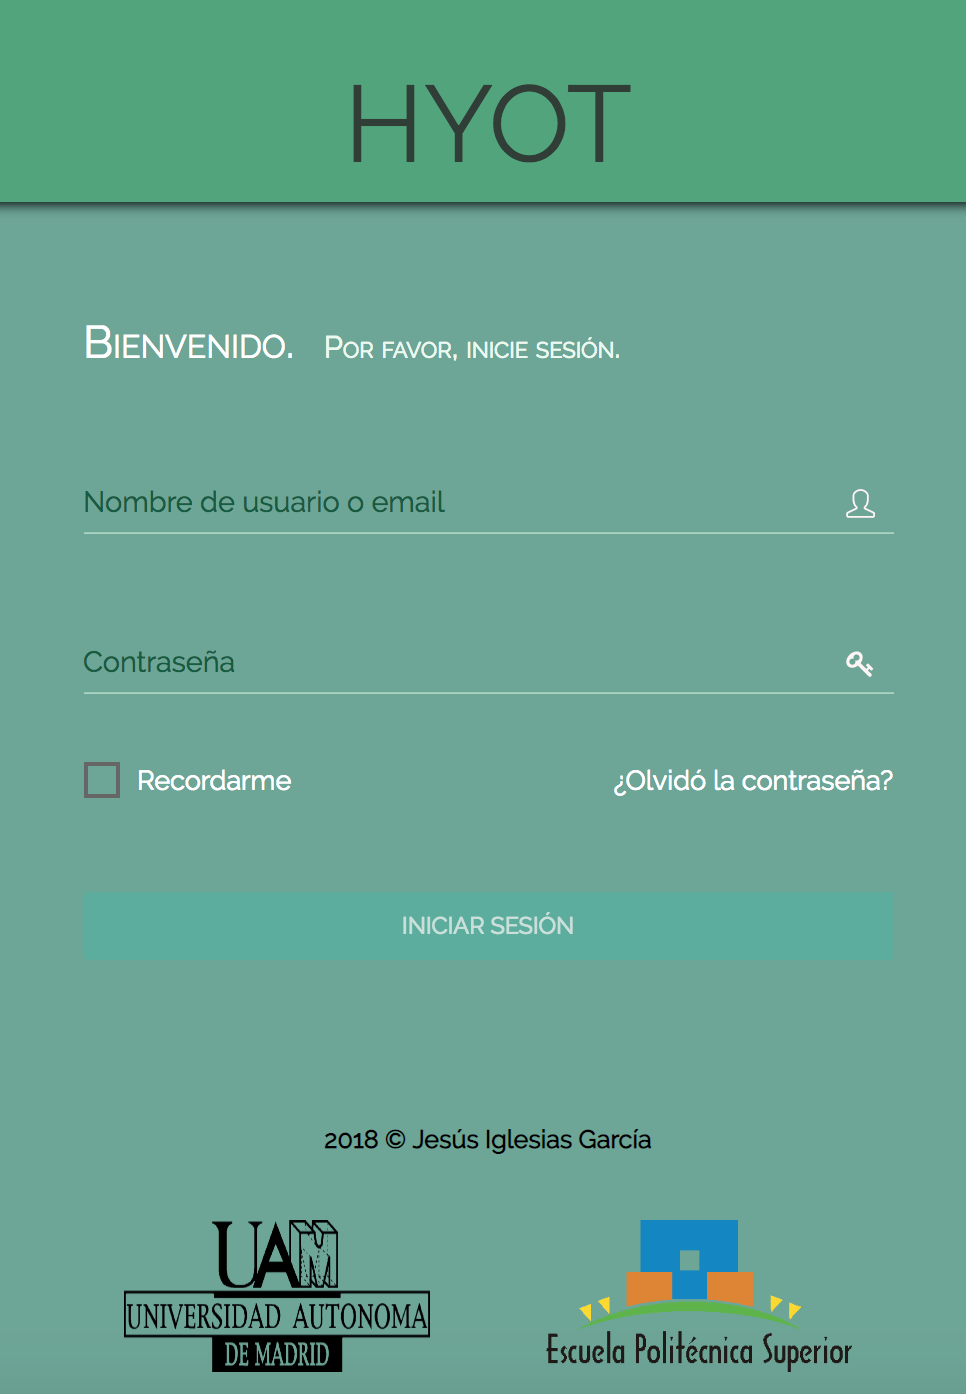 HYOT
Bienvenido. Por favor, inicie sesión.
Nombre de usuario o email
Contraseña
Recordarme ¿Olvidó la contraseña?
INICIAR SESIÓN
2018 © Jesús Iglesias García
UAM
UNIVERSIDAD AUTONOMA
DE MADRID
Escuela Politécnica Superior